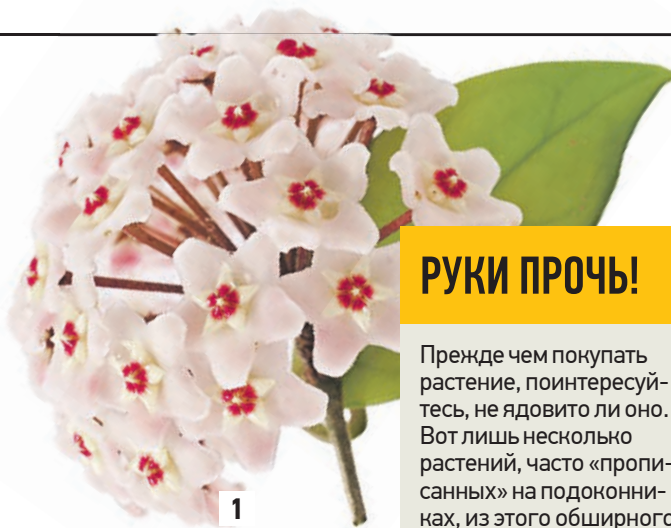 РУКИ ПРОЧЬ!
Прежде чем покупать
растение, поинтересуй-
тесь, не ядовито ли оно.
Вот лишь несколько
растений, часто «пропи-
санных» на подоконни-
ках, из этого обширного
1